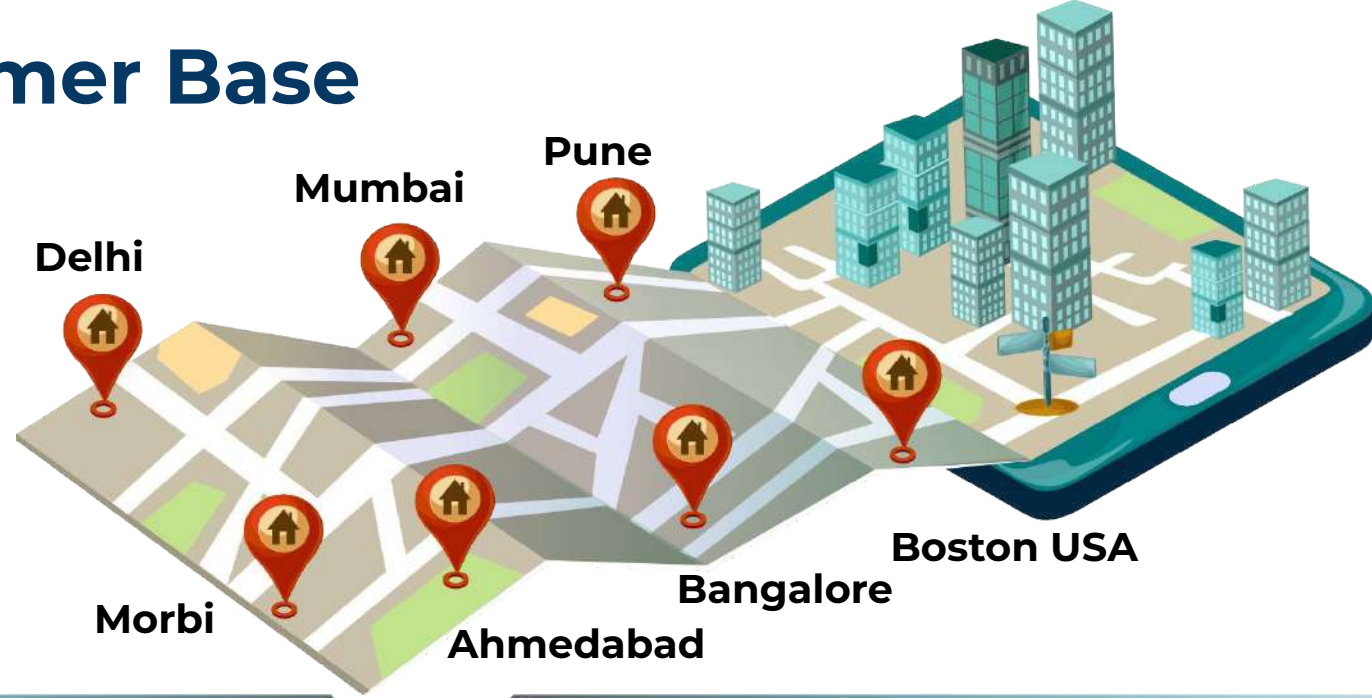 mer Base
Pune
Mumbai
Delhi
Boston USA
Bangalore
Morbi
Ahmedabad